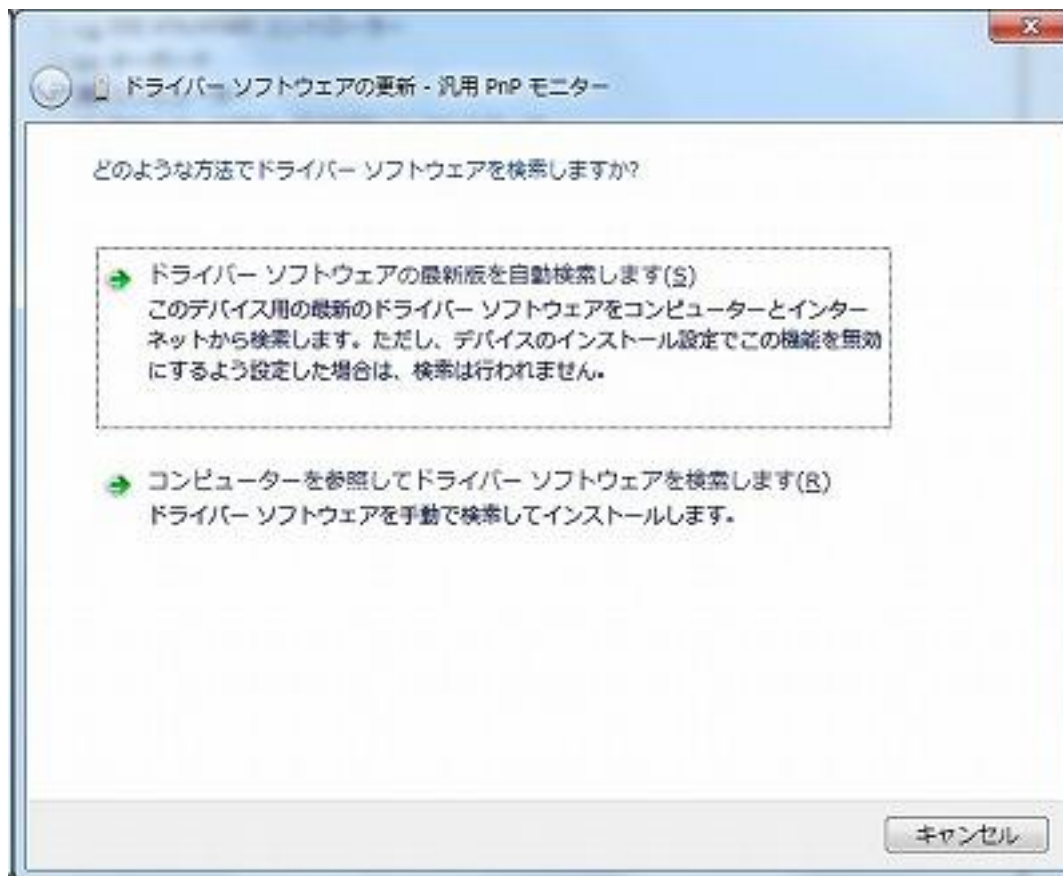 ドライバー ソフトウェアの更新 - 汎用 PnP モニター
どのような方法でドライバー ソフトウェアを検索しますか?
ドライバー ソフトウェアの最新版を自動検索します(S)
このデバイス用の最新のドライバー ソフトウェアをコンピューターとインター
ネットから検索します。ただし、デバイスのインストール設定でこの機能を無効
にするよう設定した場合は、検索は行われません。
コンピューターを参照してドライバー ソフトウェアを検索します(R)
ドライバー ソフトウェアを手動で検索してインストールします。
キャンセル